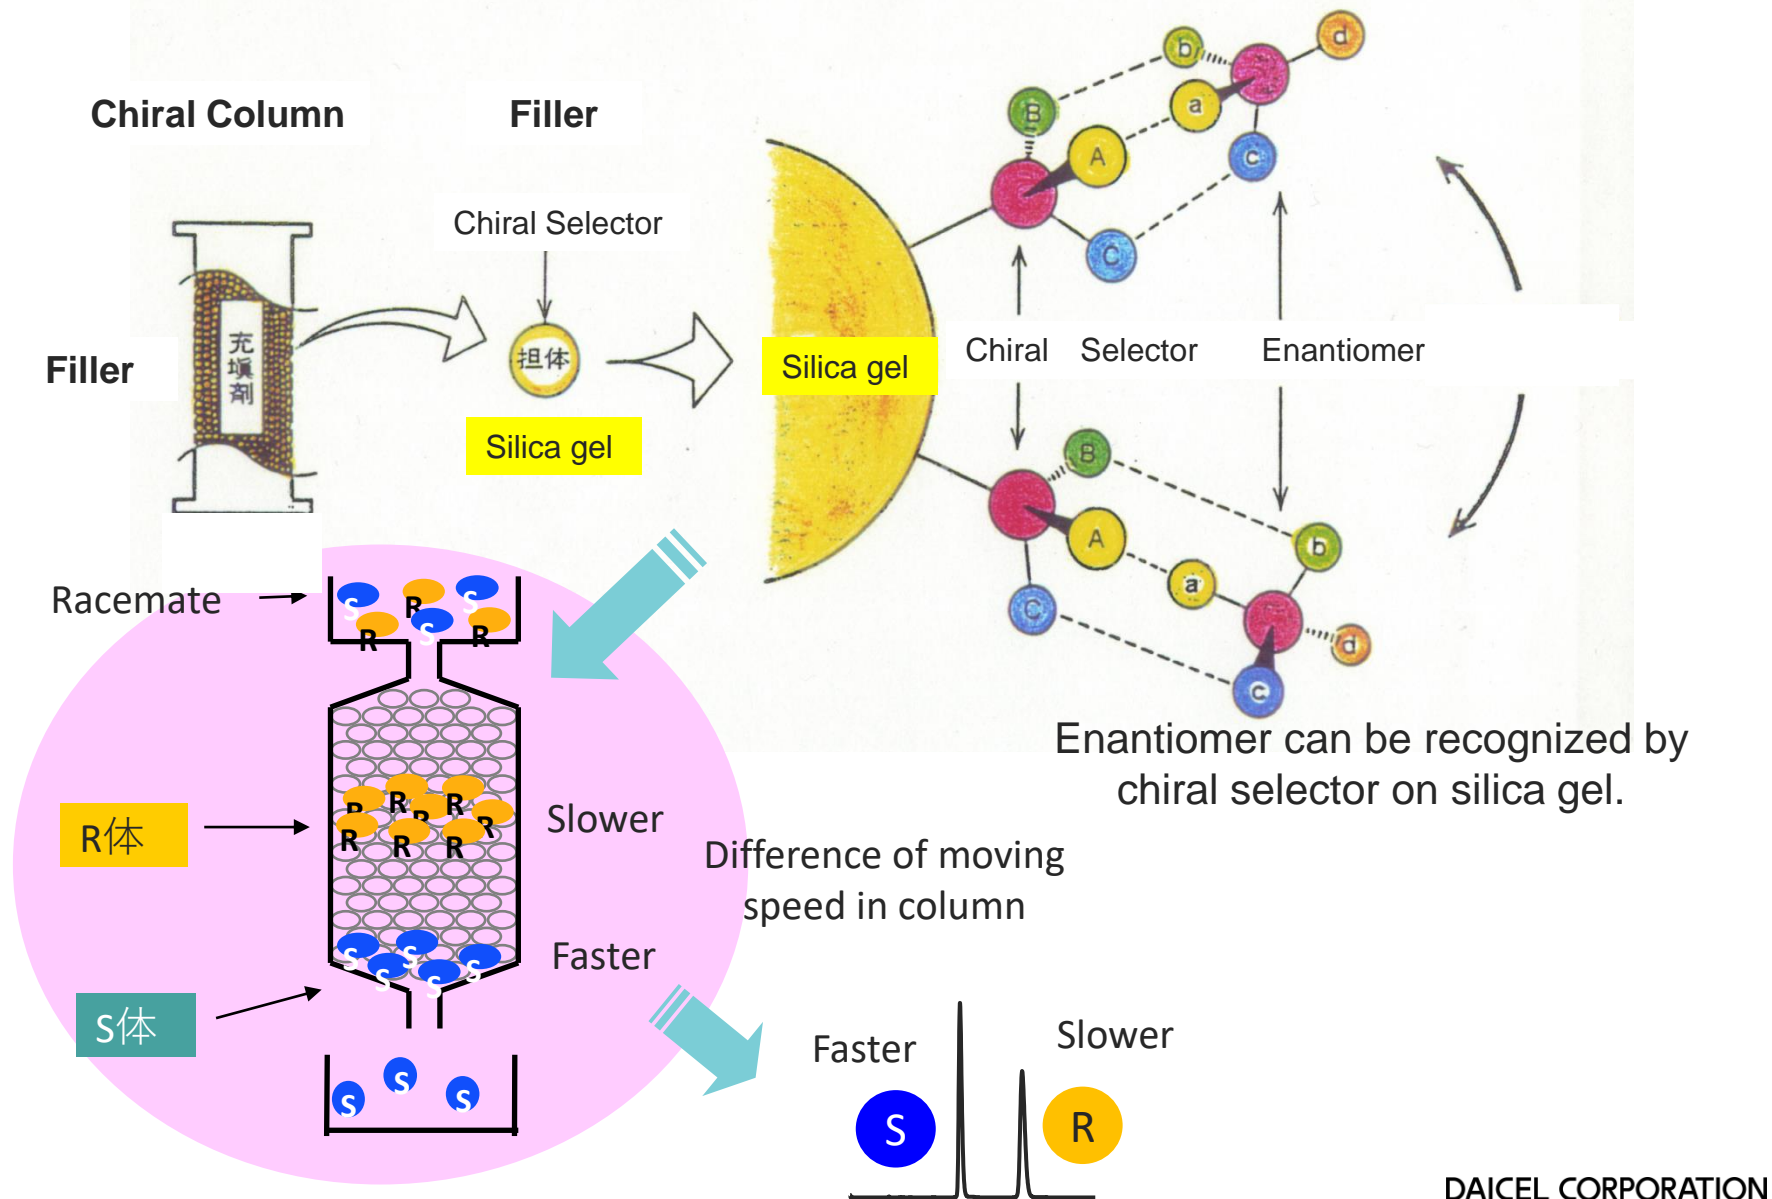 Chiral Column
Filler
Chiral Selector
Filler
充塡剤
担体
Silica gel
Silica gel
B
A
C
b
a
c
d
Chiral Selector
Enantiomer
B
A
C
b
a
c
d
Enantiomer can be recognized by
chiral selector on silica gel.
Racemate
S
R
S
R
S
R
R体
R
R
R
R
R
R
R
R
Slower
Difference of moving
speed in column
S
S
S
S
S
Faster
S体
S
S
S
Faster
Slower
S
R
DAICEL CORPORATION